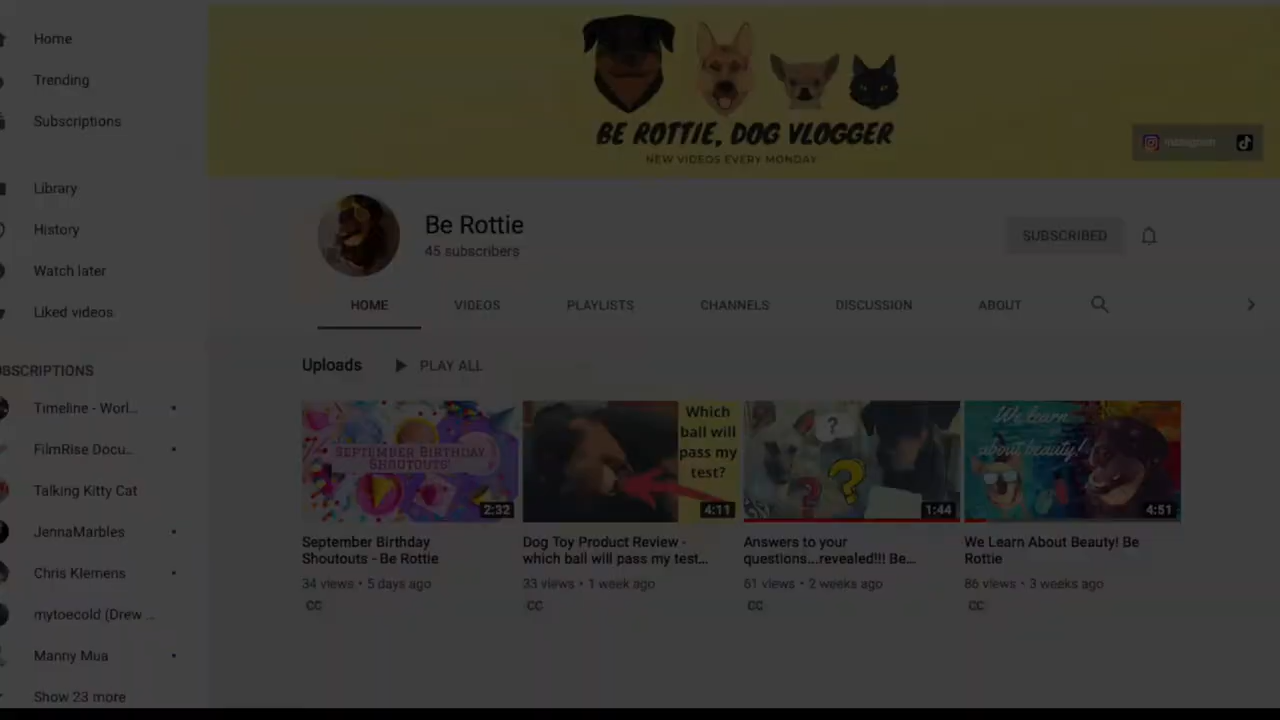 Home
Trending
Subscriptions
Library
History
Watch later
Liked videos
BSCRIPTIONS
Timeline - Worl...
FilmRise Docu...
Talking Kitty Cat
JennaMarbles
Chris Klemens
mytoecold (Drew ...
Manny Mua
Show 23 more
BE ROTTIE, DOG VLOGGER
NEW VIDEOS EVERY MONDAY
Instagram
Be Rottie
45 subscribers
SUBSCRIBED
HOME
VIDEOS
PLAYLISTS
CHANNELS
DISCUSSION
ABOUT
Uploads
PLAY ALL
SEPTEMBER BIRTHDAY
SHOUTOUTS!
2:32
September Birthday
Shoutouts - Be Rottie
34 views • 5 days ago
CC
Which
ball will
pass my
test?
4:11
Dog Toy Product Review -
which ball will pass my test...
33 views • 1 week ago
CC
?
?
?
1:44
Answers to your
questions...revealed!!! Be...
61 views • 2 weeks ago
CC
We learn
about beauty!
4:51
We Learn About Beauty! Be
Rottie
86 views • 3 weeks ago
CC